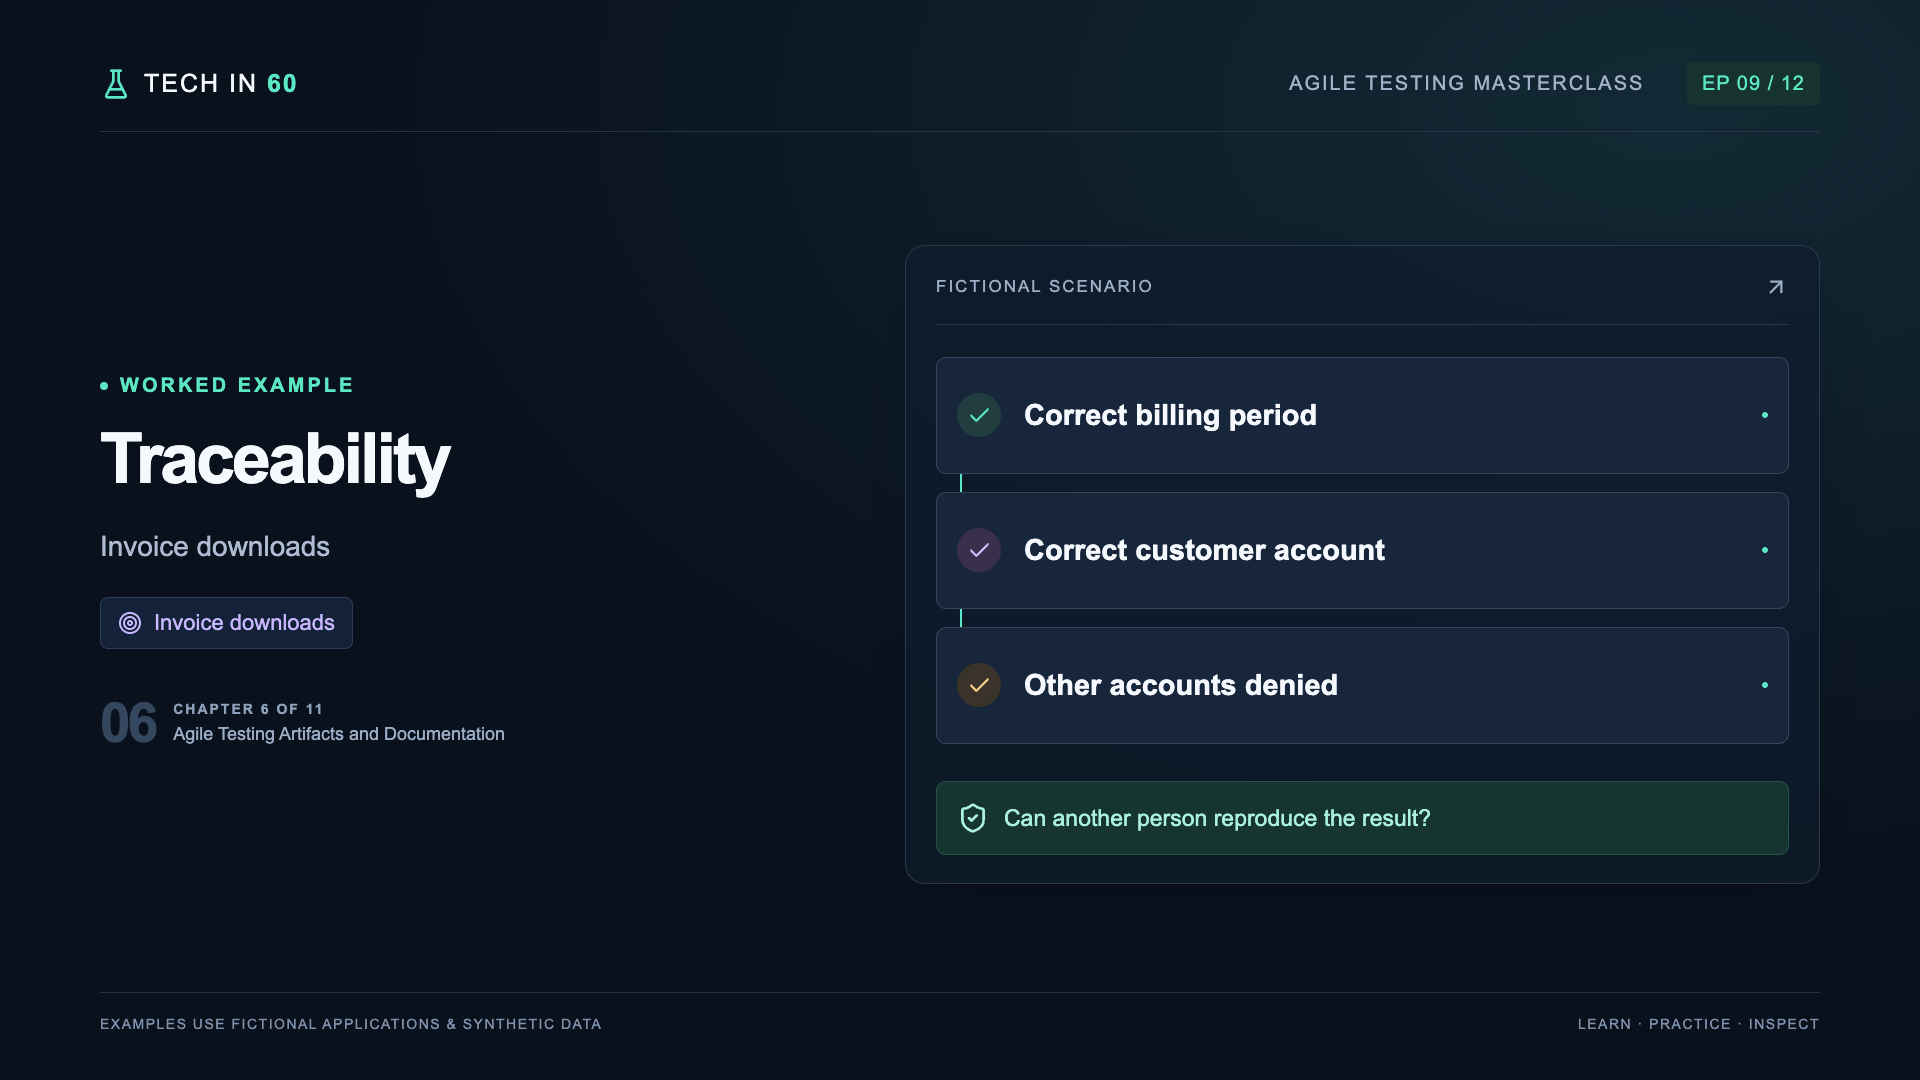 TECH IN 60
AGILE TESTING MASTERCLASS
EP 09 / 12
WORKED EXAMPLE
Traceability
Invoice downloads
Invoice downloads
06
CHAPTER 6 OF 11
Agile Testing Artifacts and Documentation
FICTIONAL SCENARIO
Correct billing period
Correct customer account
Other accounts denied
Can another person reproduce the result?
EXAMPLES USE FICTIONAL APPLICATIONS & SYNTHETIC DATA
LEARN · PRACTICE · INSPECT